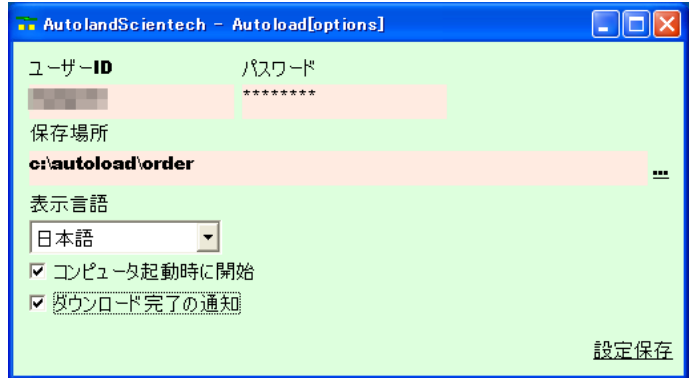 AutolandScientech - Autoload[options]
ユーザーID パスワード
********
保存場所
c:\autoload\order ...
表示言語
日本語
コンピュータ起動時に開始
ダウンロード完了の通知
設定保存